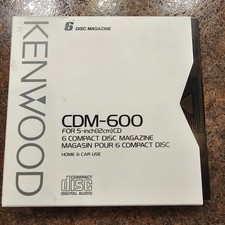 6 DISC MAGAZINE
KENWOOD
CDM-600
FOR 5-inch(12cm)CD
6 COMPACT DISC MAGAZINE
MAGASIN POUR 6 COMPACT DISC
HOME & CAR USE
COMPACT
disc
DIGITAL AUDIO